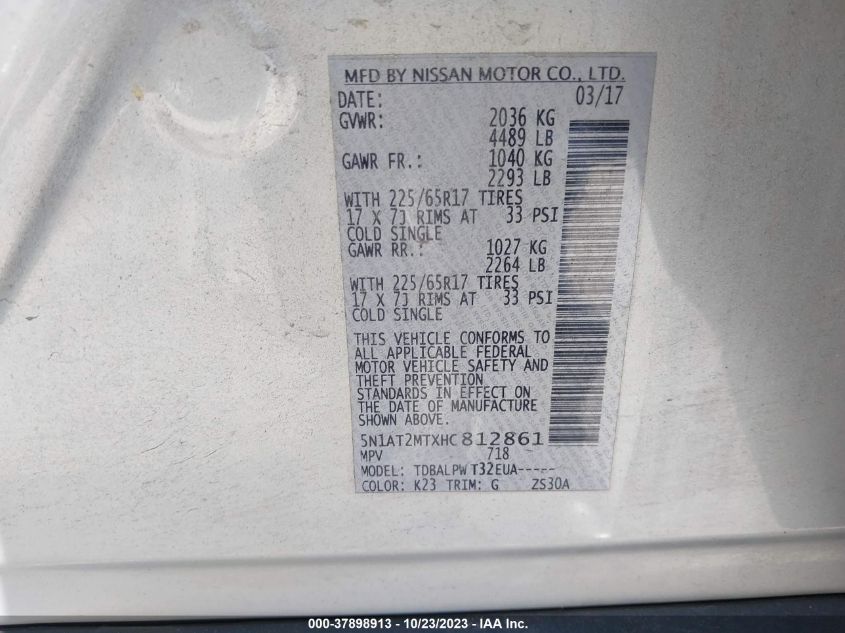 MFD BY NISSAN MOTOR CO., LTD.
DATE: 03/17
GVWR: 2036 KG
4489 LB
GAWR FR.: 1040 KG
2293 LB
WITH 225/65R17 TIRES
17 X 7J RIMS AT 33 PSI
COLD SINGLE
GAWR RR.: 1027 KG
2264 LB
WITH 225/65R17 TIRES
17 X 7J RIMS AT 33 PSI
COLD SINGLE
THIS VEHICLE CONFORMS TO
ALL APPLICABLE FEDERAL
MOTOR VEHICLE SAFETY AND
THEFT PREVENTION
STANDARDS IN EFFECT ON
THE DATE OF MANUFACTURE
SHOWN ABOVE.
5N1AT2MTXHC812861
MPV 718
MODEL: TDBALPW T32EUA-----
COLOR: K23 TRIM: G ZS30A
000-37898913 - 10/23/2023 - IAA Inc.